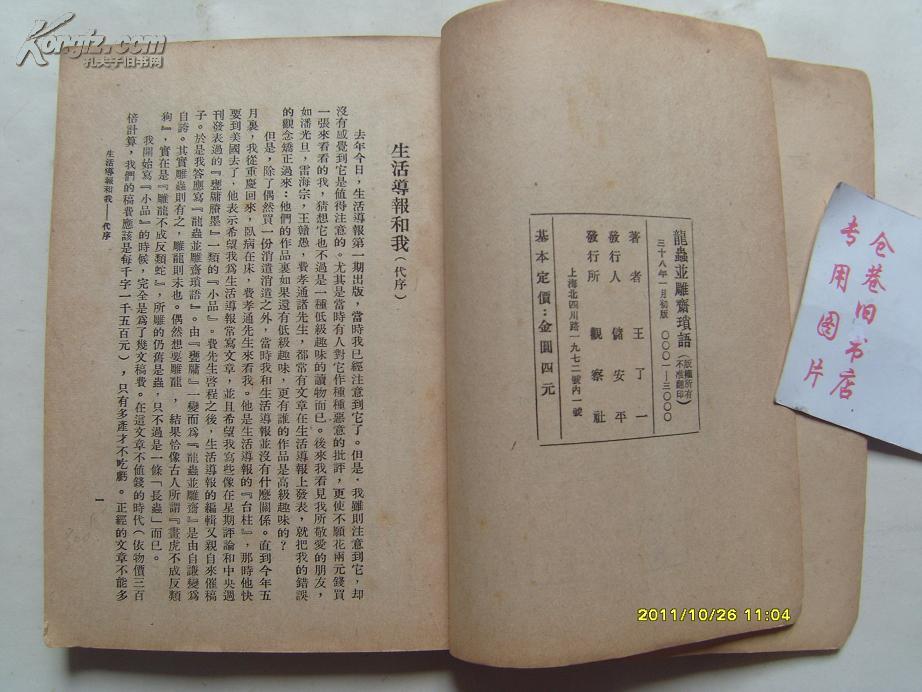 Kongfz.com
孔夫子旧书网
仓巷旧书店
专用图片
龍蟲並雕齋瑣語（版權所有 不准翻印）
三十八年一月初版 〇〇〇一—三〇〇〇
著者 王了一
發行人 儲安平
發行所 觀察社
上海北四川路一九七二號內一號
基本定價：金圓四元
生活導報和我（代序）
去年今日，生活導報第一期出版，當時我已經注意到它了。但是，我雖則注意到它，却
沒有感覺到它是値得注意的。尤其是當時有人對它作種種惡意的批評，更使不願花兩元錢買
一張來看看的我，猜想它也不過是一種低級趣味的讀物而已。後來我看見我所敬愛的朋友，
如潘光旦，雷海宗，王贛愚，費孝通諸先生，都常有文章在生活導報上發表，就把我的錯誤
的觀念矯正過來：他們的作品裏如果還有低級趣味，更有誰的作品是高級趣味的？
但是，除了偶然買一份消遣消遣之外，當時我和生活導報並沒有什麼關係。直到今年五
月裏，我從重慶回來，臥病在床，費孝通先生來看我。他是生活導報的『台柱』，那時他快
要到美國去了，他表示希望我爲生活導報常寫文章，並且希望我寫些像在星期評論和中央週
刊發表過的『甕牖賸墨』一類的『小品』。費先生啓程之後，生活導報的編輯又親自來催稿
子。於是我答應寫『龍蟲並雕齋瑣語』。由『甕牖』一變而爲『龍蟲並雕齋』是由自謙變爲
自誇。其實雕蟲則有之，雕龍則未也。偶然想要雕龍，結果恰像古人所謂『畫虎不成反類
狗』，實在是『雕龍不成反類蛇』，所雕的仍舊是蟲，只不過是一條『長蟲』而已。
我開始寫『小品』的時候，完全是爲了幾文稿費。在這文章不値錢的時代（依物價三百
倍計算，我們的稿費應該是每千字一千五百元），只有多產才不吃虧。正經的文章不能多
生活導報和我——代序
一
2011/10/26 11:04